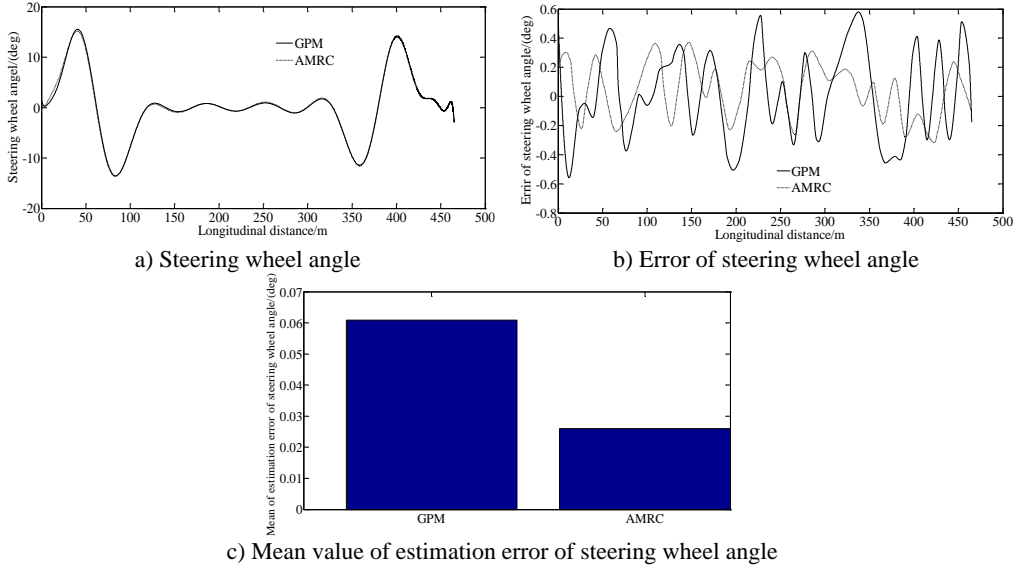 20
10
0
-10
-20
Steering wheel angel/(deg)
GPM
AMRC
0 50 100 150 200 250 300 350 400 450 500
Longitudinal distance/m
a) Steering wheel angle
0.6
0.4
0.2
0
-0.2
-0.4
-0.6
-0.8
Errir of steering wheel angle/(deg)
GPM
AMRC
0 50 100 150 200 250 300 350 400 450 500
Longitudinal distance/m
b) Error of steering wheel angle
0.07
0.06
0.05
0.04
0.03
0.02
0.01
0
Mean of estimation error of steering wheel angle/(deg)
GPM AMRC
c) Mean value of estimation error of steering wheel angle